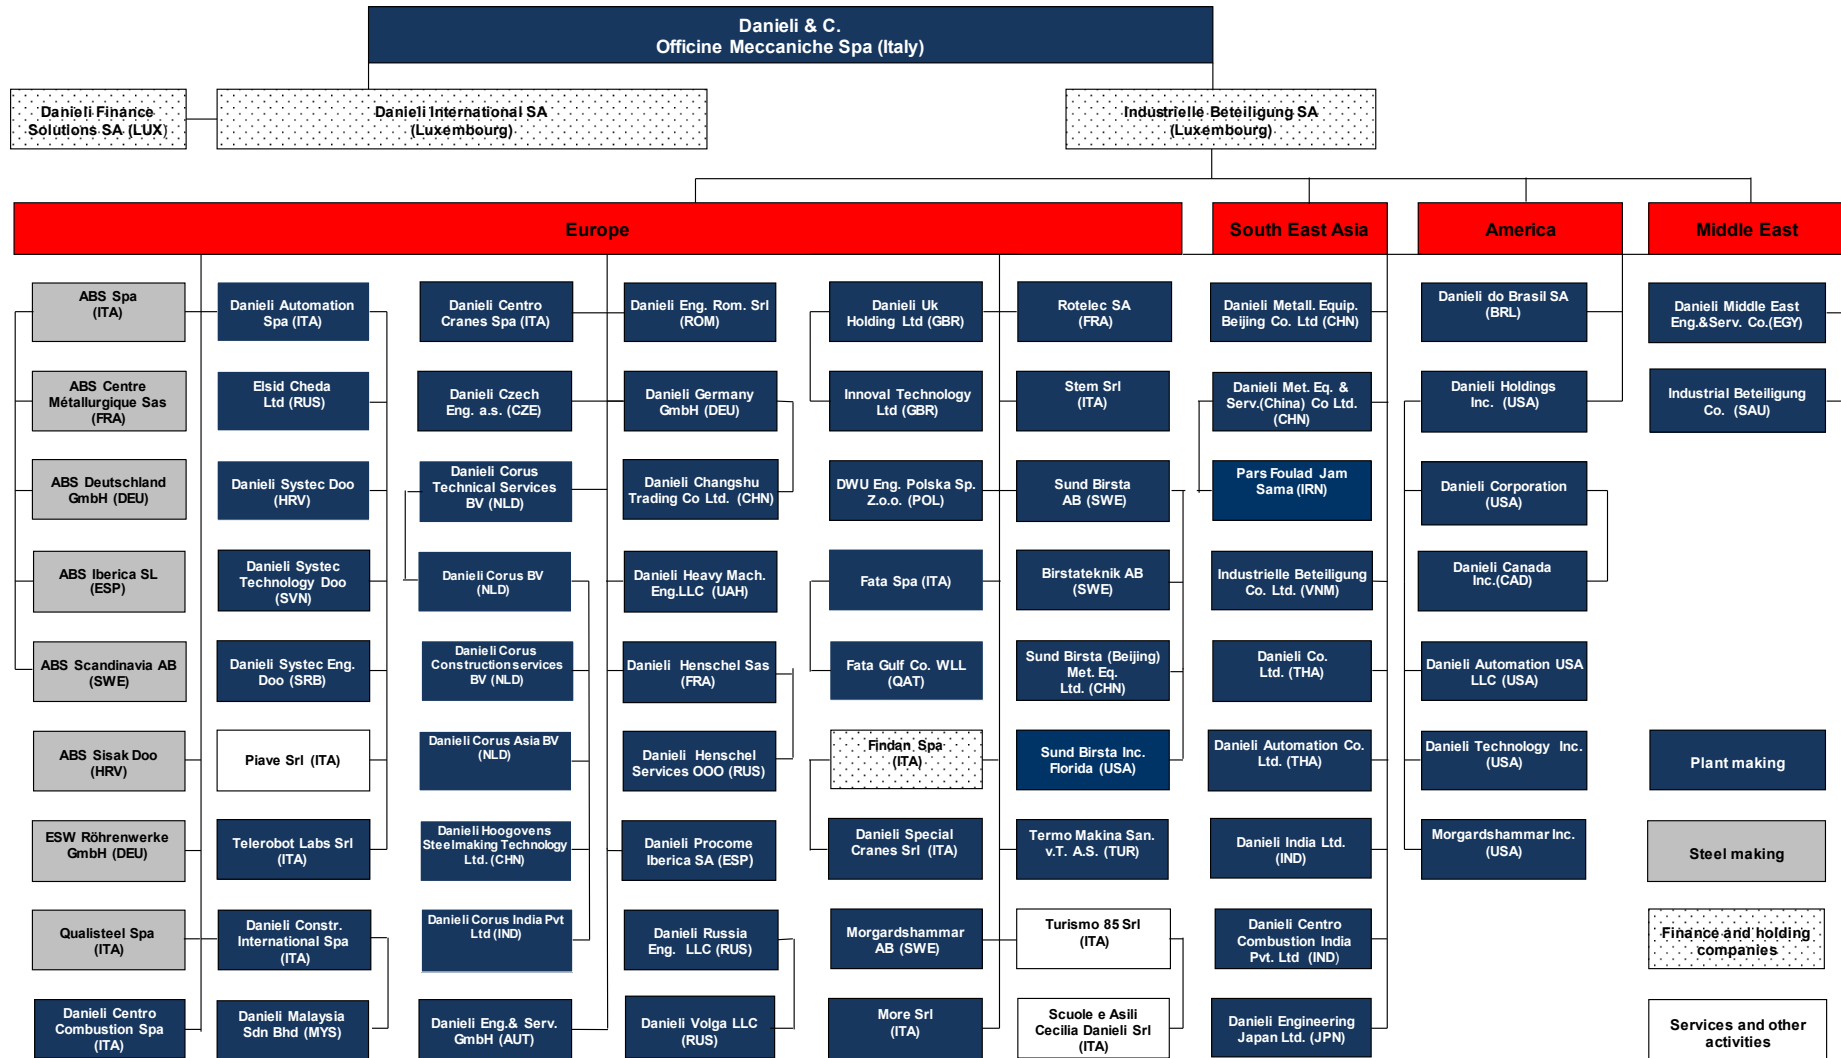 Danieli & C.
Officine Meccaniche Spa (Italy)
Danieli Finance
Solutions SA (LUX)
Danieli International SA
(Luxembourg)
Industrielle Beteiligung SA
(Luxembourg)
Europe
South East Asia
America
Middle East
ABS Spa
(ITA)
ABS Centre
Métallurgique Sas
(FRA)
ABS Deutschland
GmbH (DEU)
ABS Iberica SL
(ESP)
ABS Scandinavia AB
(SWE)
ABS Sisak Doo
(HRV)
ESW Röhrenwerke
GmbH (DEU)
Qualisteel Spa
(ITA)
Danieli Centro
Combustion Spa
(ITA)
Danieli Automation
Spa (ITA)
Elsid Cheda
Ltd (RUS)
Danieli Systec Doo
(HRV)
Danieli Systec
Technology Doo
(SVN)
Danieli Systec Eng.
Doo (SRB)
Piave Srl (ITA)
Telerobot Labs Srl
(ITA)
Danieli Constr.
International Spa
(ITA)
Danieli Malaysia
Sdn Bhd (MYS)
Danieli Centro
Cranes Spa (ITA)
Danieli Czech
Eng. a.s. (CZE)
Danieli Corus
Technical Services
BV (NLD)
Danieli Corus BV
(NLD)
Danieli Corus
Construction services
BV (NLD)
Danieli Corus Asia BV
(NLD)
Danieli Hoogovens
Steelmaking Technology
Ltd. (CHN)
Danieli Corus India Pvt
Ltd (IND)
Danieli Eng.& Serv.
GmbH (AUT)
Danieli Eng. Rom. Srl
(ROM)
Danieli Germany
GmbH (DEU)
Danieli Changshu
Trading Co Ltd. (CHN)
Danieli Heavy Mach.
Eng.LLC (UAH)
Danieli Henschel Sas
(FRA)
Danieli Henschel
Services OOO (RUS)
Danieli Procome
Iberica SA (ESP)
Danieli Russia
Eng. LLC (RUS)
Danieli Volga LLC
(RUS)
Danieli Uk
Holding Ltd (GBR)
Innoval Technology
Ltd (GBR)
DWU Eng. Polska Sp.
Z.o.o. (POL)
Fata Spa (ITA)
Fata Gulf Co. WLL
(QAT)
Findan Spa
(ITA)
Danieli Special
Cranes Srl (ITA)
Morgardshammar
AB (SWE)
More Srl
(ITA)
Rotelec SA
(FRA)
Stem Srl
(ITA)
Sund Birsta
AB (SWE)
Birstateknik AB
(SWE)
Sund Birsta (Beijing)
Met. Eq.
Ltd. (CHN)
Sund Birsta Inc.
Florida (USA)
Termo Makina San.
v.T. A.S. (TUR)
Turismo 85 Srl
(ITA)
Scuole e Asili
Cecilia Danieli Srl
(ITA)
Danieli Metall. Equip.
Beijing Co. Ltd (CHN)
Danieli Met. Eq. &
Serv.(China) Co Ltd.
(CHN)
Pars Foulad Jam
Sama (IRN)
Industrielle Beteiligung
Co. Ltd. (VNM)
Danieli Co.
Ltd. (THA)
Danieli Automation Co.
Ltd. (THA)
Danieli India Ltd.
(IND)
Danieli Centro
Combustion India
Pvt. Ltd (IND)
Danieli Engineering
Japan Ltd. (JPN)
Danieli do Brasil SA
(BRL)
Danieli Holdings
Inc. (USA)
Danieli Corporation
(USA)
Danieli Canada
Inc.(CAD)
Danieli Automation USA
LLC (USA)
Danieli Technology Inc.
(USA)
Morgardshammar Inc.
(USA)
Danieli Middle East
Eng.&Serv. Co.(EGY)
Industrial Beteiligung
Co. (SAU)
Plant making
Steel making
Finance and holding
companies
Services and other
activities